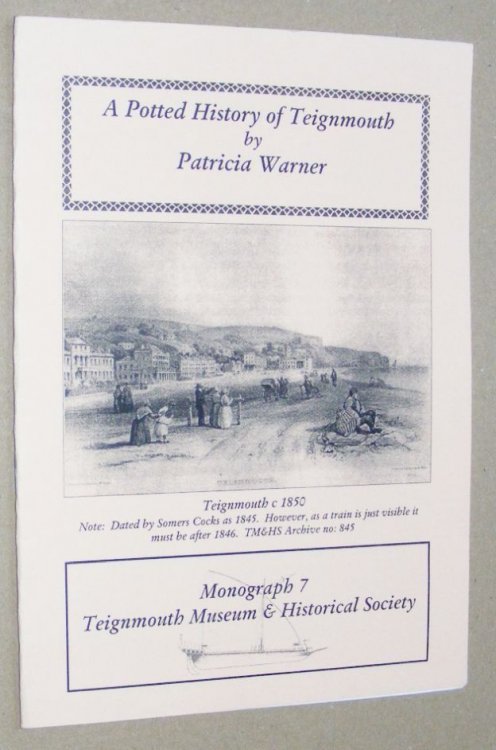 A Potted History of Teignmouth
by
Patricia Warner
TEIGNMOUTH.
Teignmouth c 1850
Note: Dated by Somers Cocks as 1845. However, as a train is just visible it
must be after 1846. TM&HS Archive no: 845
Monograph 7
Teignmouth Museum & Historical Society